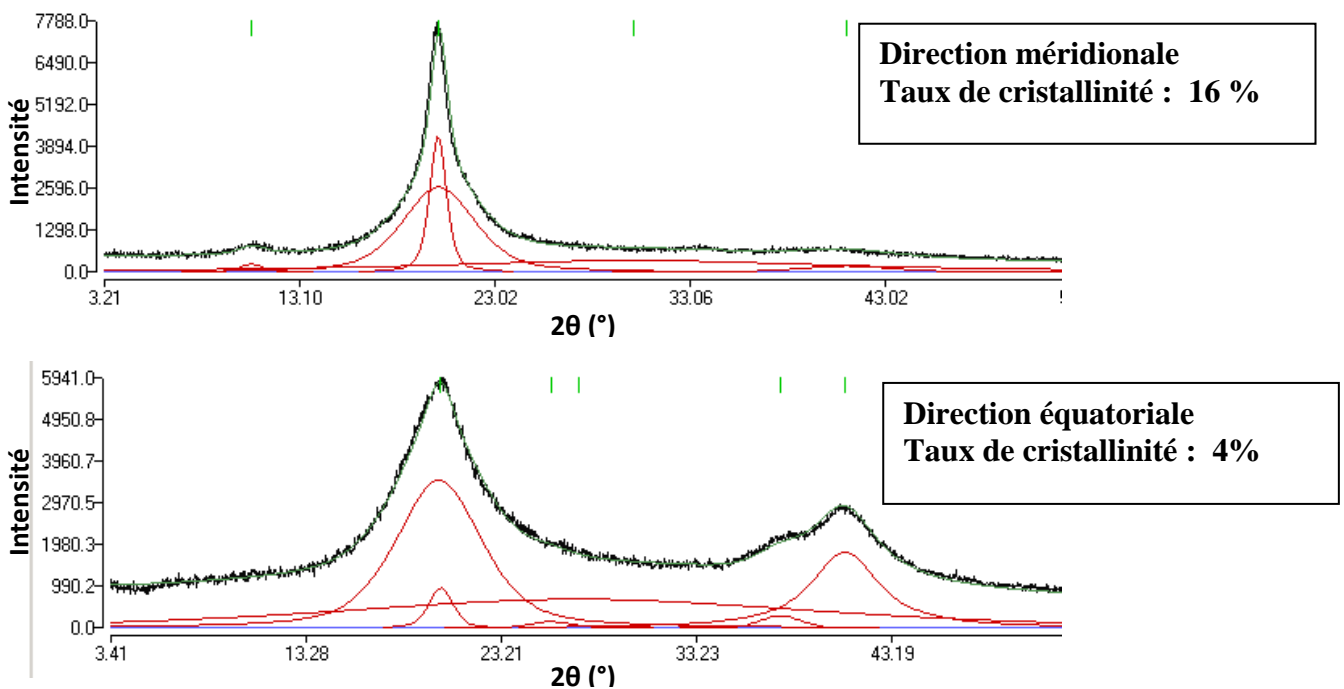 7788.0
6490.0
5192.0
3894.0
2596.0
1298.0
0.0
Intensité
3.21 13.10 23.02 33.06 43.02
2θ (°)
Direction méridionale
Taux de cristallinité : 16 %
5941.0
4950.8
3960.7
2970.5
1980.3
990.2
0.0
Intensité
3.41 13.28 23.21 33.23 43.19
2θ (°)
Direction équatoriale
Taux de cristallinité : 4%